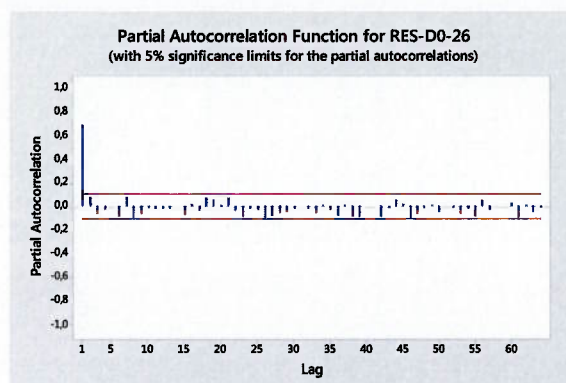 Partial Autocorrelation Function for RES-D0-26
(with 5% significance limits for the partial autocorrelations)
1,0
0,8
0,6
0,4
0,2
0,0
-0,2
-0,4
-0,6
-0,8
-1,0
Partial Autocorrelation
1 5 10 15 20 25 30 35 40 45 50 55 60
Lag